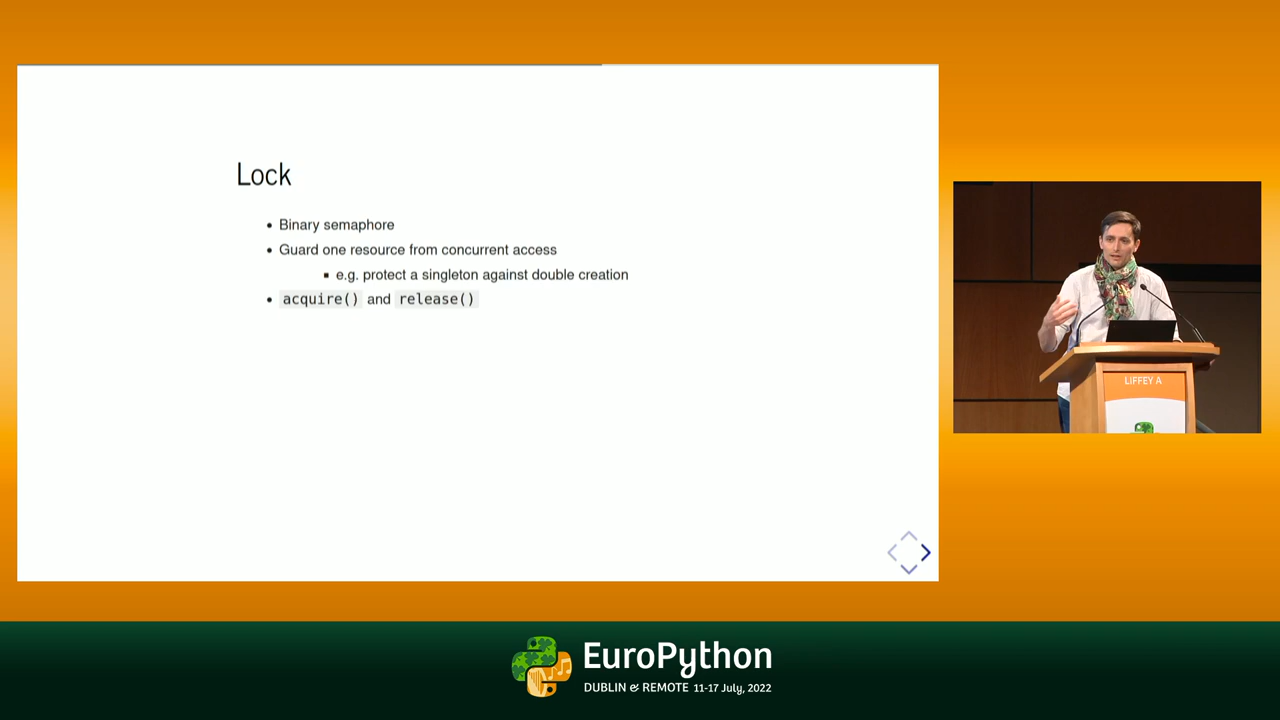 Lock
Binary semaphore
Guard one resource from concurrent access
e.g. protect a singleton against double creation
acquire() and release()
LIFFEY A
EuroPython
DUBLIN & REMOTE 11-17 July, 2022